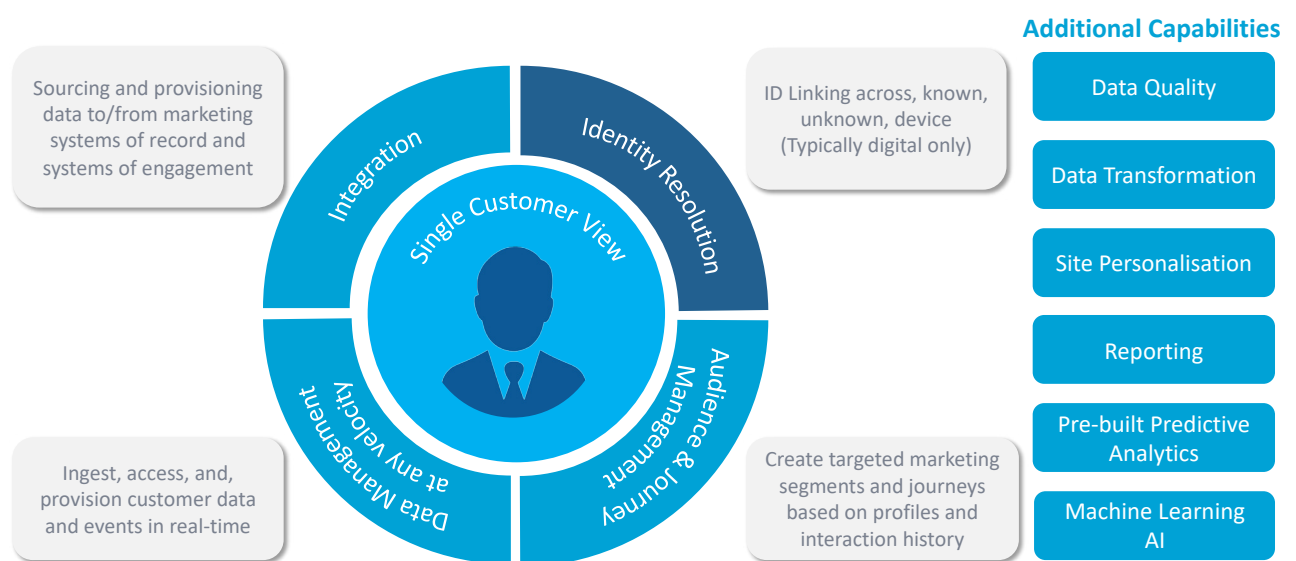 Additional Capabilities
Sourcing and provisioning
data to/from marketing
systems of record and
systems of engagement
Integration
Identity Resolution
ID Linking across, known,
unknown, device
(Typically digital only)
Single Customer View
Data Management
at any velocity
Audience & Journey
Management
Ingest, access, and,
provision customer data
and events in real-time
Create targeted marketing
segments and journeys
based on profiles and
interaction history
Data Quality
Data Transformation
Site Personalisation
Reporting
Pre-built Predictive
Analytics
Machine Learning
AI